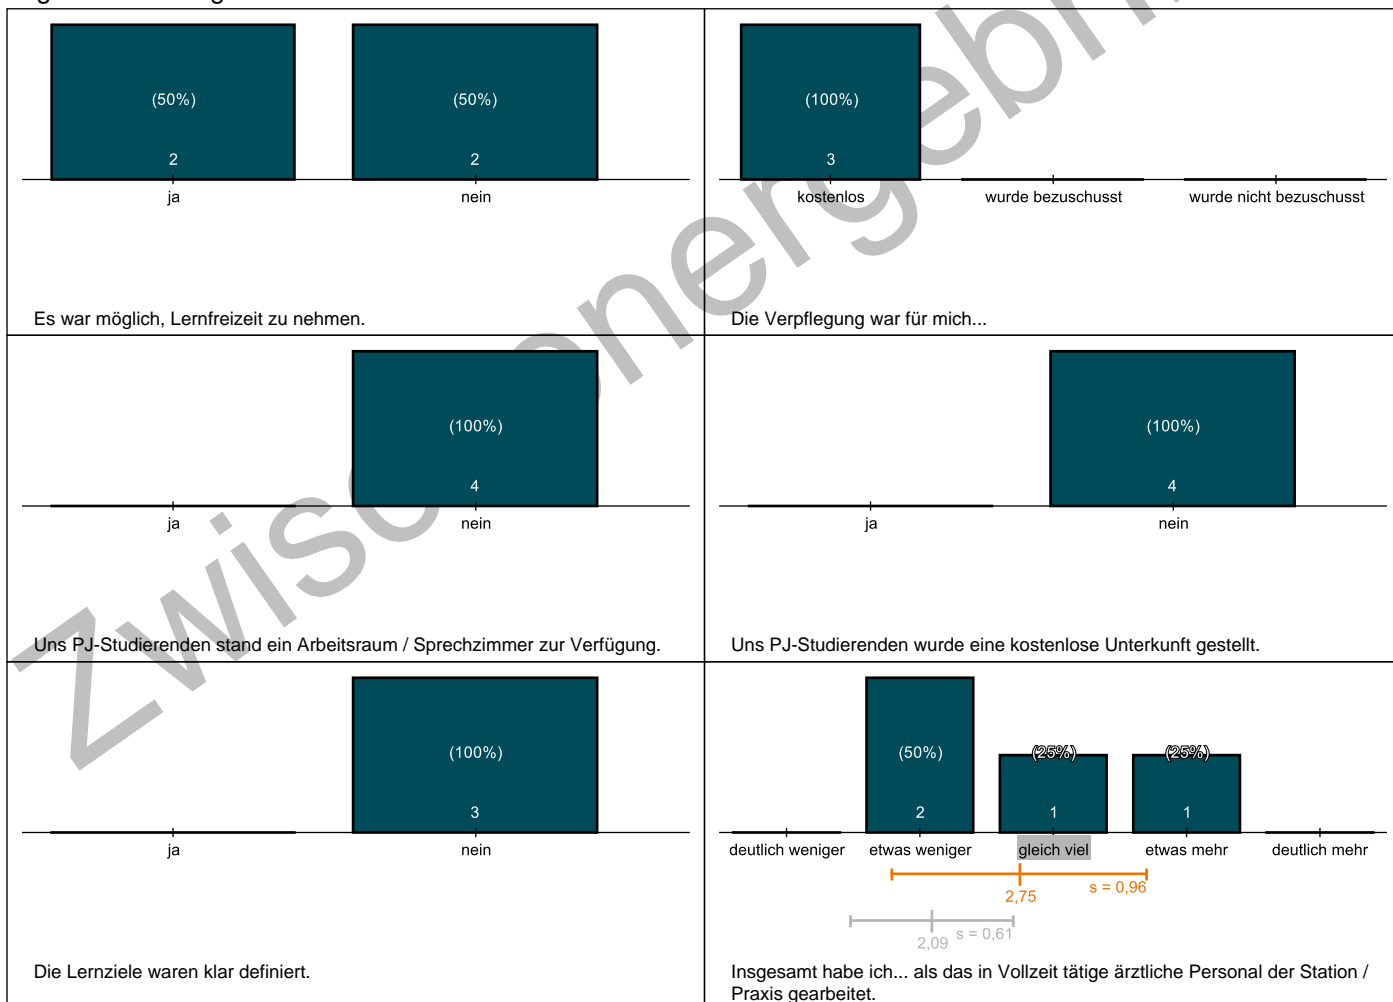 (50%)
(50%)
2
2
ja
nein
Es war möglich, Lernfreizeit zu nehmen.
(100%)
3
kostenlos
wurde bezuschusst
wurde nicht bezuschusst
Die Verpflegung war für mich...
(100%)
4
ja
nein
Uns PJ-Studierenden stand ein Arbeitsraum / Sprechzimmer zur Verfügung.
(100%)
4
ja
nein
Uns PJ-Studierenden wurde eine kostenlose Unterkunft gestellt.
(100%)
3
ja
nein
Die Lernziele waren klar definiert.
(50%)
(25%)
(25%)
2
1
1
deutlich weniger
etwas weniger
gleich viel
etwas mehr
deutlich mehr
2,75
s = 0,96
2,09
s = 0,61
Insgesamt habe ich... als das in Vollzeit tätige ärztliche Personal der Station /
Praxis gearbeitet.